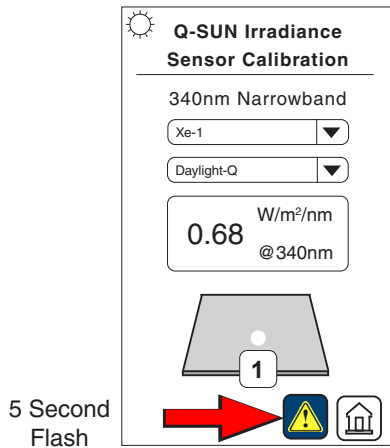 Q-SUN Irradiance
Sensor Calibration
340nm Narrowband
Xe-1
Daylight-Q
0.68 W/m²/nm
@340nm
1
5 Second
Flash